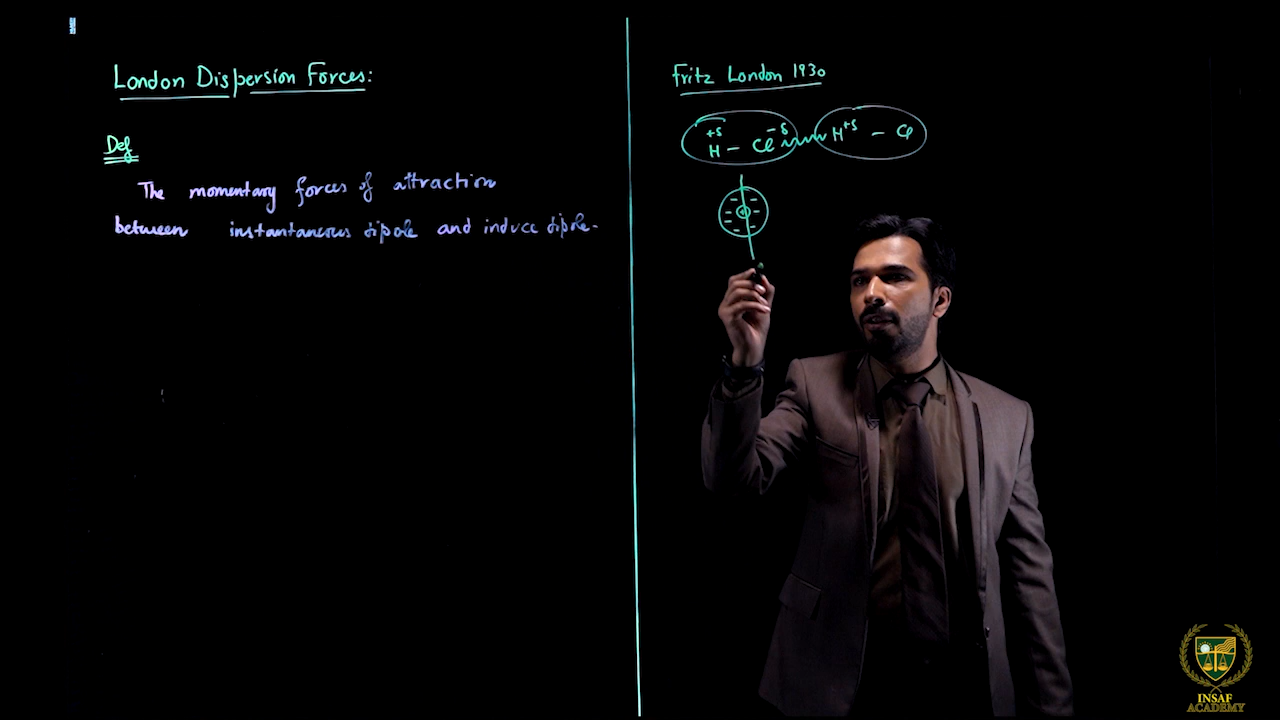 London Dispersion Forces:
Def
The momentary forces of attraction
between instantaneous dipole and induce dipole.
Fritz London 1930
+δ -δ +δ
H – Cl H – Cl
INSAF
ACADEMY